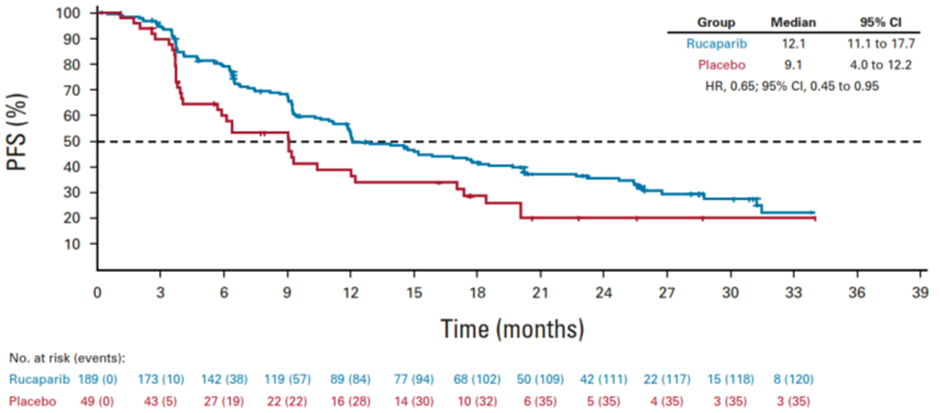 Group Median 95% CI
Rucaparib 12.1 11.1 to 17.7
Placebo 9.1 4.0 to 12.2
HR, 0.65; 95% CI, 0.45 to 0.95
PFS (%)
100
90
80
70
60
50
40
30
20
10
0 3 6 9 12 15 18 21 24 27 30 33 36 39
Time (months)
No. at risk (events):
Rucaparib 189 (0) 173 (10) 142 (38) 119 (57) 89 (84) 77 (94) 68 (102) 50 (109) 42 (111) 22 (117) 15 (118) 8 (120)
Placebo 49 (0) 43 (5) 27 (19) 22 (22) 16 (28) 14 (30) 10 (32) 6 (35) 5 (35) 4 (35) 3 (35) 3 (35)